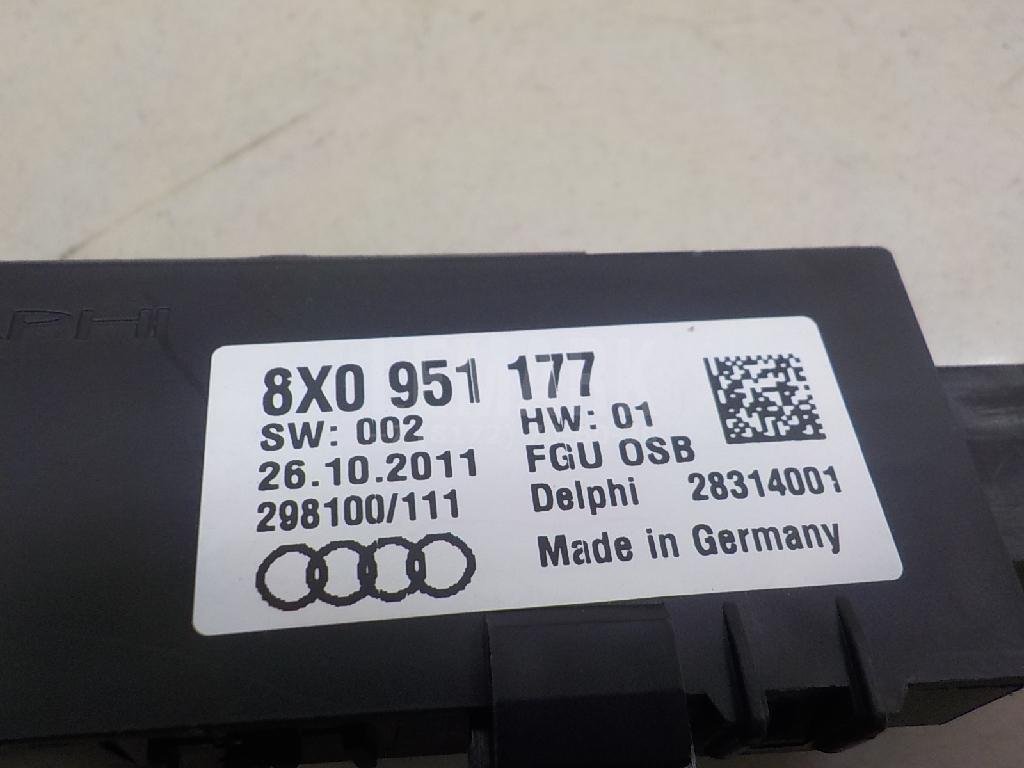 PHI
8X0 951 177
SW: 002 HW: 01
26.10.2011 FGU OSB
298100/111 Delphi 28314001
Made in Germany